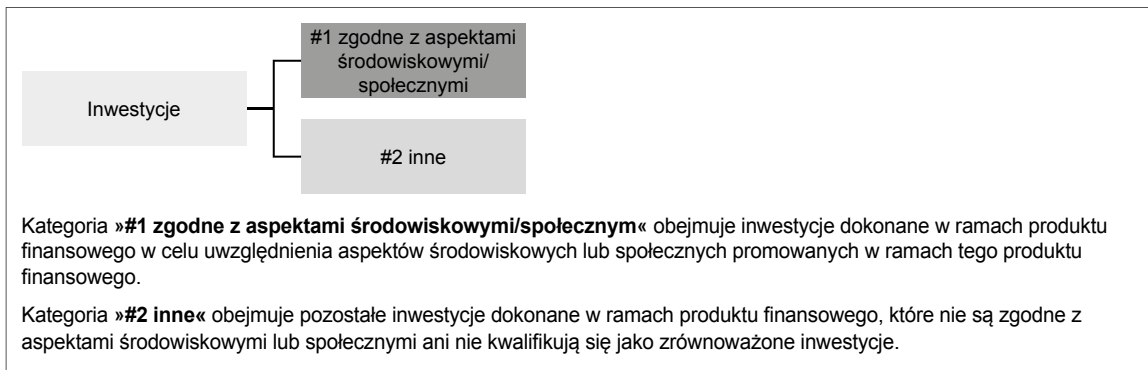 #1 zgodne z aspektami
środowiskowymi/
społecznymi
Inwestycje
#2 inne
Kategoria »#1 zgodne z aspektami środowiskowymi/społecznym« obejmuje inwestycje dokonane w ramach produktu
finansowego w celu uwzględnienia aspektów środowiskowych lub społecznych promowanych w ramach tego produktu
finansowego.
Kategoria »#2 inne« obejmuje pozostałe inwestycje dokonane w ramach produktu finansowego, które nie są zgodne z
aspektami środowiskowymi lub społecznymi ani nie kwalifikują się jako zrównoważone inwestycje.